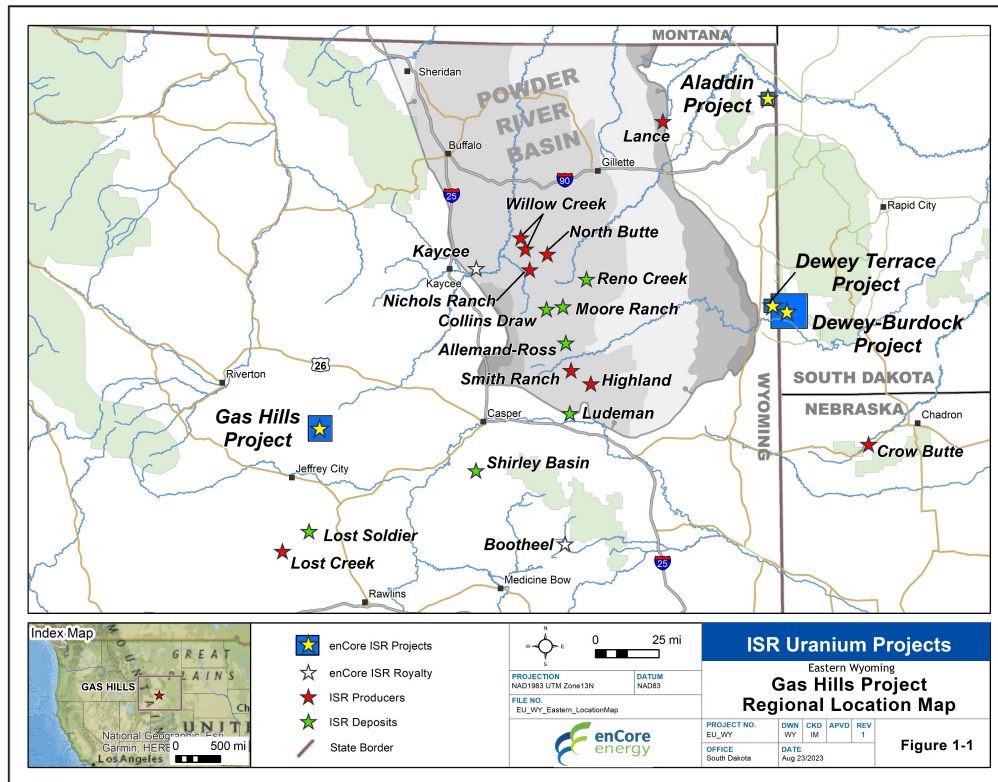 MONTANA
SOUTH DAKOTA
NEBRASKA
WYOMING
POWDER
RIVER
BASIN
Sheridan
Buffalo
Gillette
90
25
Aladdin
Project
Lance
Rapid City
Willow Creek
North Butte
Kaycee
Kaycee
Nichols Ranch
Reno Creek
Collins Draw
Moore Ranch
Dewey Terrace
Project
Dewey-Burdock
Project
Allemand-Ross
Smith Ranch
Highland
Ludeman
26
Riverton
Casper
Gas Hills
Project
Chadron
Crow Butte
Jeffrey City
Shirley Basin
Lost Soldier
Lost Creek
Bootheel
25
Medicine Bow
Rawlins
Index Map
MOUNTAIN
GREAT
PLAINS
GAS HILLS
UNIT
Ch
National Geographic, Esri,
Garmin, HERE
Los Angeles
0 500 mi
enCore ISR Projects
enCore ISR Royalty
ISR Producers
ISR Deposits
State Border
N
W E
S
0 25 mi
PROJECTION
NAD1983 UTM Zone13N
DATUM
NAD83
FILE NO.
EU_WY_Eastern_LocationMap
enCore
energy
ISR Uranium Projects
Eastern Wyoming
Gas Hills Project
Regional Location Map
PROJECT NO.
EU_WY
DWN
WY
CKD
IM
APVD
REV
1
OFFICE
South Dakota
DATE
Aug 23/2023
Figure 1-1